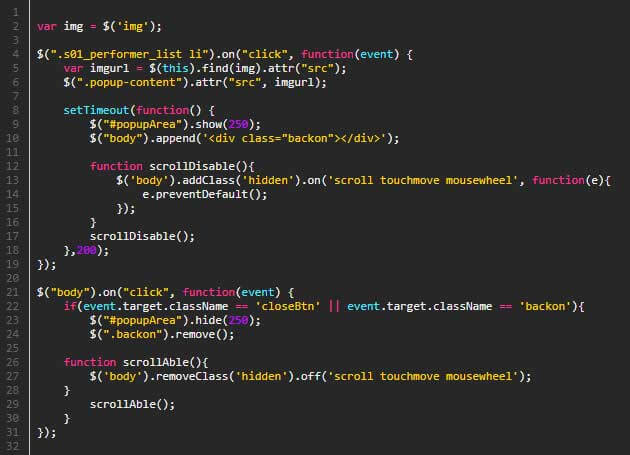 1
2 var img = $('img');
3
4 $(".s01_performer_list li").on("click", function(event) {
5     var imgurl = $(this).find(img).attr("src");
6     $(".popup-content").attr("src", imgurl);
7
8     setTimeout(function() {
9         $("#popupArea").show(250);
10         $("body").append('<div class="backon"></div>');
11
12         function scrollDisable(){
13             $('body').addClass('hidden').on('scroll touchmove mousewheel', function(e){
14                 e.preventDefault();
15             });
16         }
17         scrollDisable();
18     },200);
19 });
20
21 $("body").on("click", function(event) {
22     if(event.target.className == 'closeBtn' || event.target.className == 'backon'){
23         $("#popupArea").hide(250);
24         $(".backon").remove();
25
26     function scrollAble(){
27         $('body').removeClass('hidden').off('scroll touchmove mousewheel');
28     }
29         scrollAble();
30     }
31 });
32